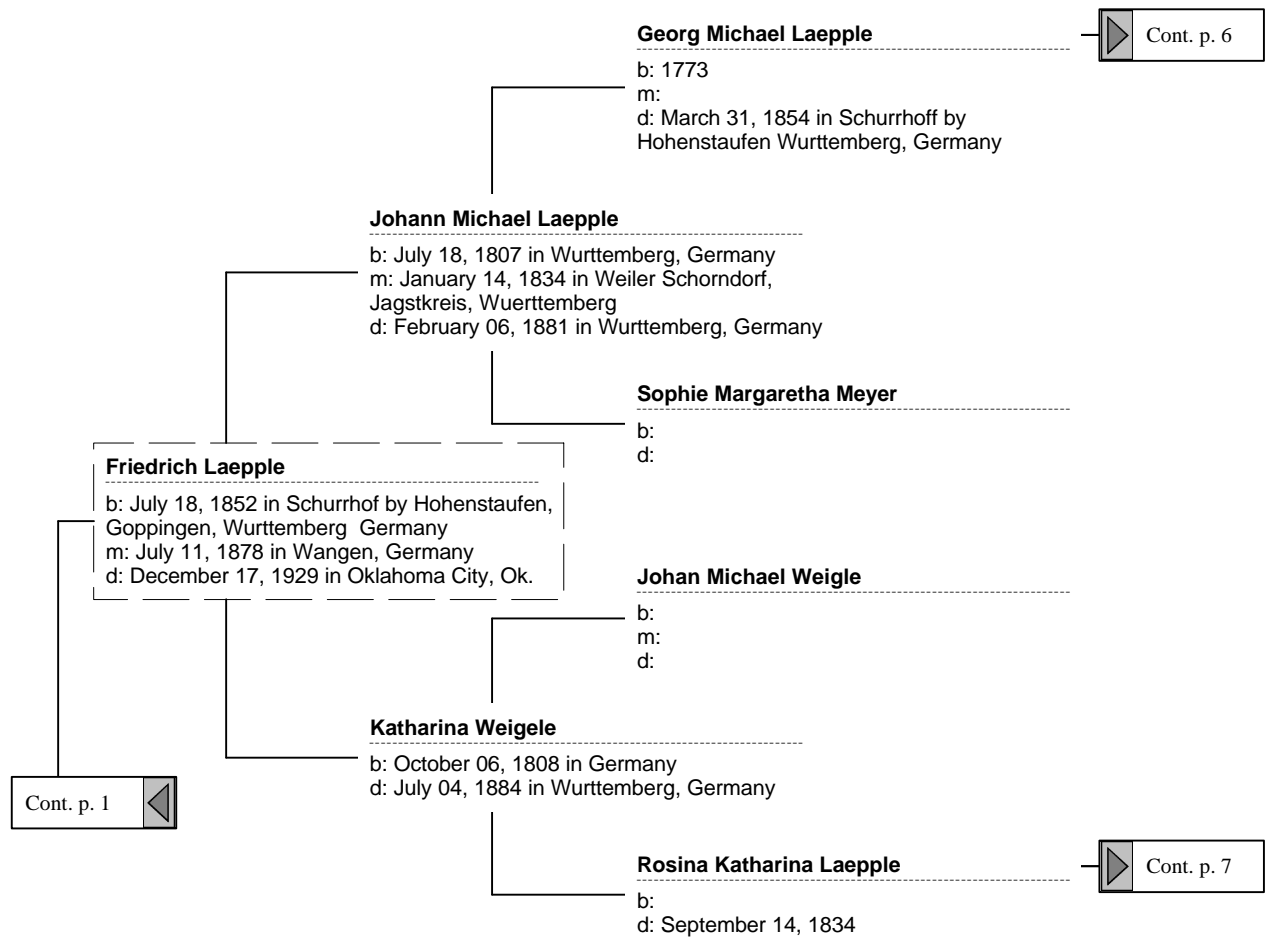 Georg Michael Laepple
Cont. p. 6
b: 1773
m:
d: March 31, 1854 in Schurrhoff by
Hohenstaufen Wurttemberg, Germany
Johann Michael Laepple
b: July 18, 1807 in Wurttemberg, Germany
m: January 14, 1834 in Weiler Schorndorf,
Jagstkreis, Wuerttemberg
d: February 06, 1881 in Wurttemberg, Germany
Sophie Margaretha Meyer
b:
d:
Friedrich Laepple
b: July 18, 1852 in Schurrhof by Hohenstaufen,
Goppingen, Wurttemberg  Germany
m: July 11, 1878 in Wangen, Germany
d: December 17, 1929 in Oklahoma City, Ok.
Johan Michael Weigle
b:
m:
d:
Katharina Weigele
b: October 06, 1808 in Germany
d: July 04, 1884 in Wurttemberg, Germany
Cont. p. 1
Rosina Katharina Laepple
Cont. p. 7
b:
d: September 14, 1834